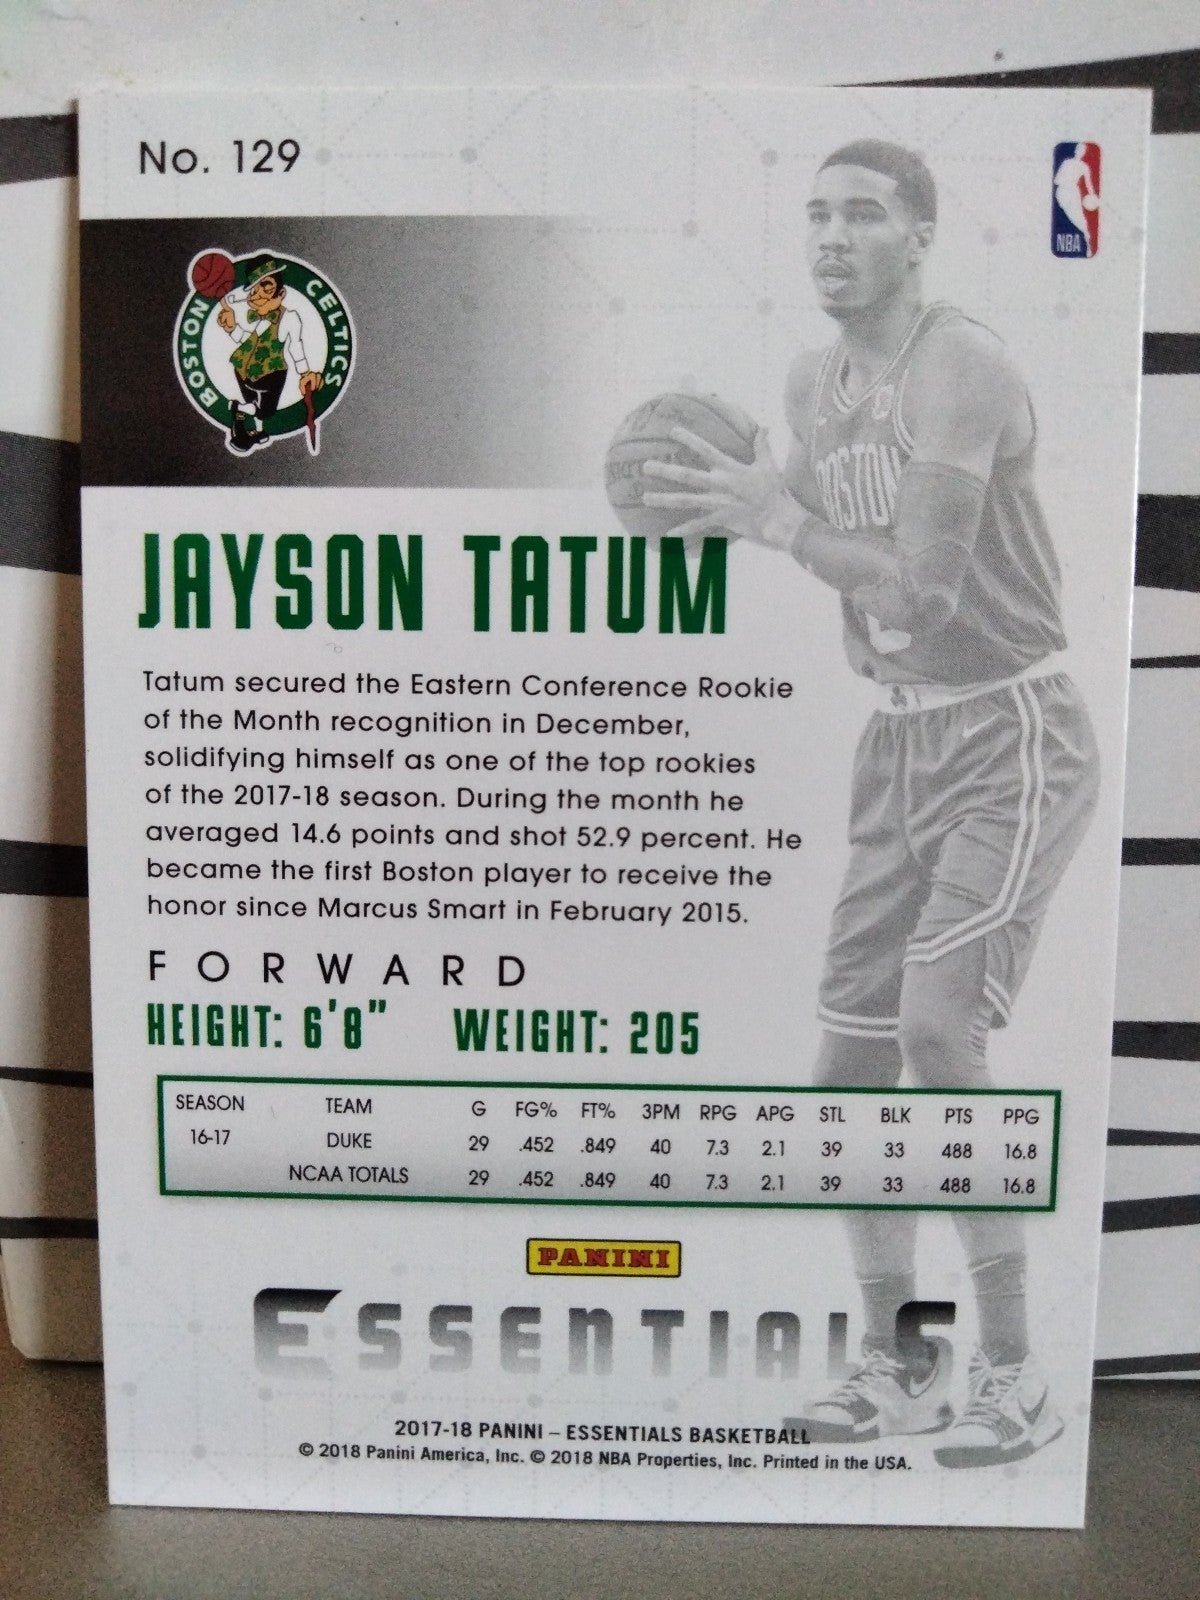 No. 129
NBA
BOSTON CELTICS
BOSTON
JAYSON TATUM
Tatum secured the Eastern Conference Rookie
of the Month recognition in December,
solidifying himself as one of the top rookies
of the 2017-18 season. During the month he
averaged 14.6 points and shot 52.9 percent. He
became the first Boston player to receive the
honor since Marcus Smart in February 2015.
FORWARD
HEIGHT: 6'8" WEIGHT: 205
SEASON TEAM G FG% FT% 3PM RPG APG STL BLK PTS PPG
16-17 DUKE 29 .452 .849 40 7.3 2.1 39 33 488 16.8
NCAA TOTALS 29 .452 .849 40 7.3 2.1 39 33 488 16.8
PANINI
ESSENTIALS
2017-18 PANINI – ESSENTIALS BASKETBALL
© 2018 Panini America, Inc. © 2018 NBA Properties, Inc. Printed in the USA.